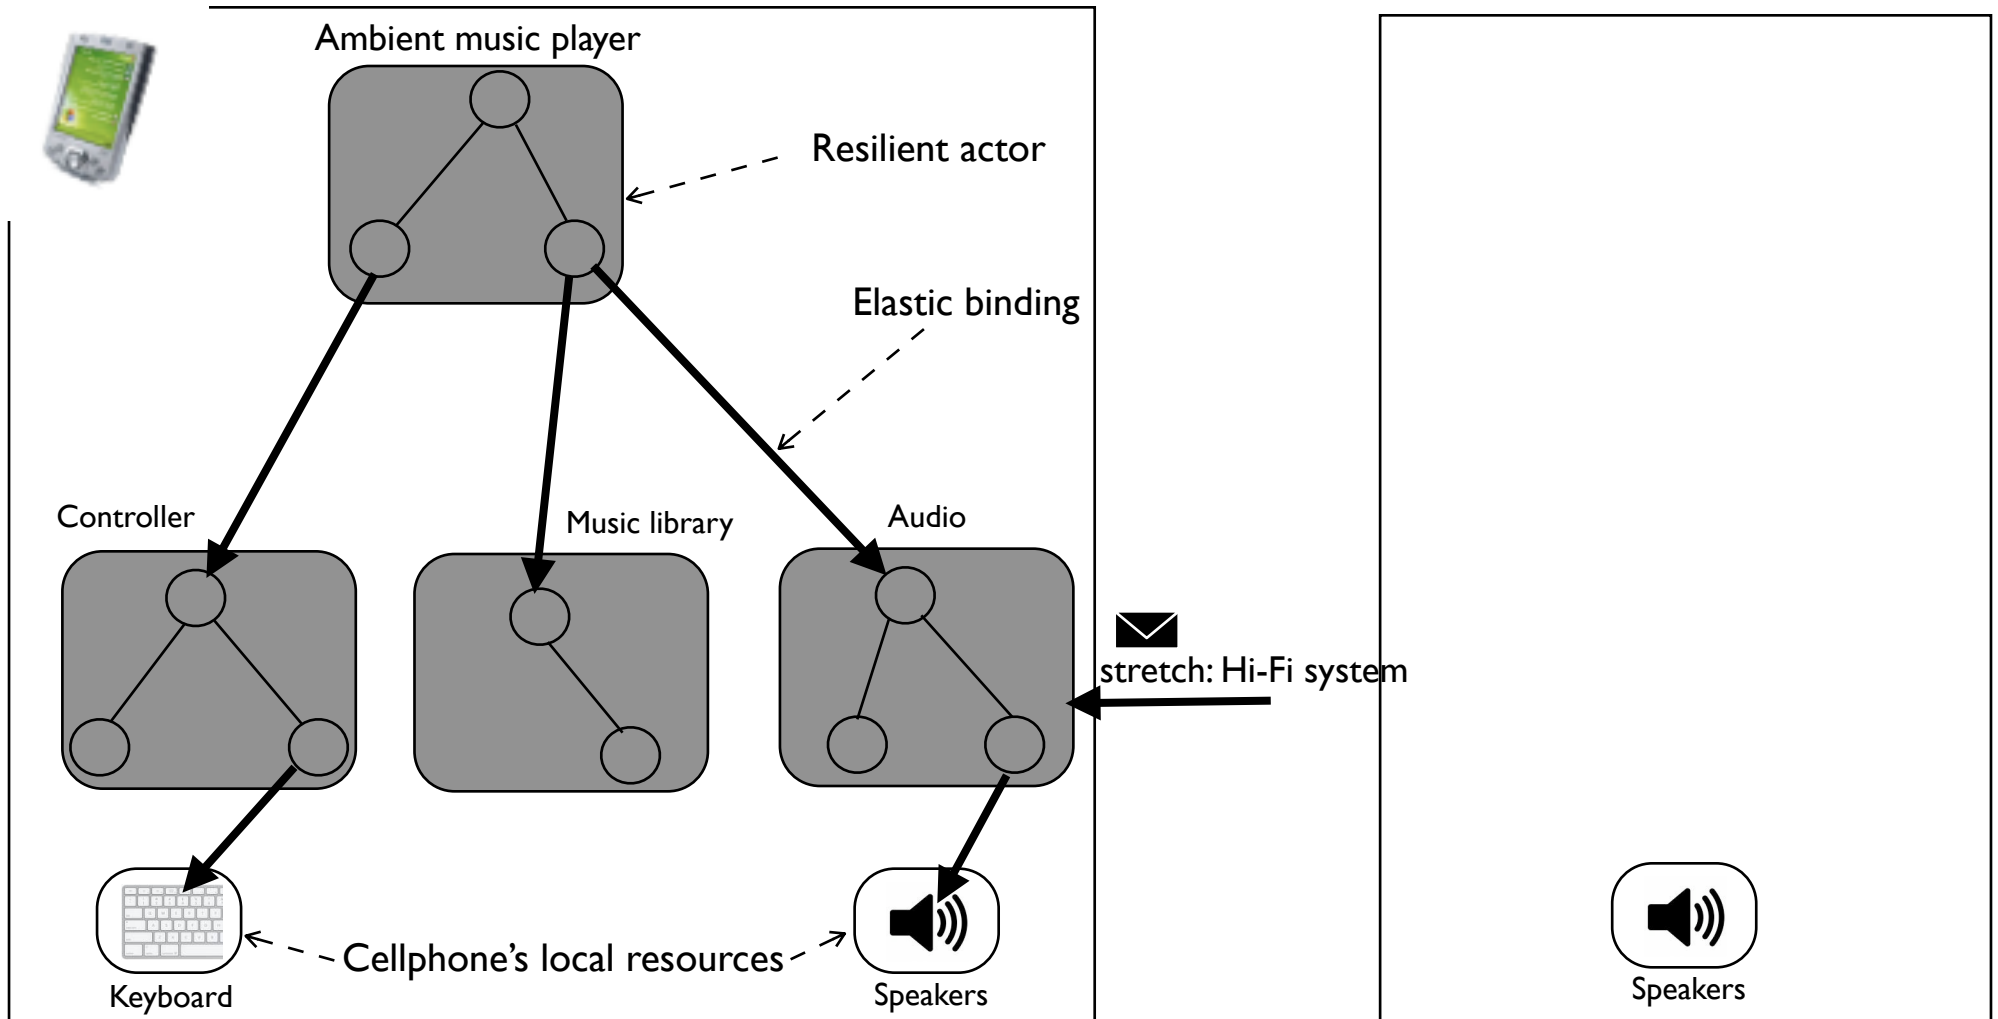 Ambient music player
Resilient actor
Elastic binding
Controller
Music library
Audio
stretch: Hi-Fi system
Cellphone’s local resources
Keyboard
Speakers
Speakers